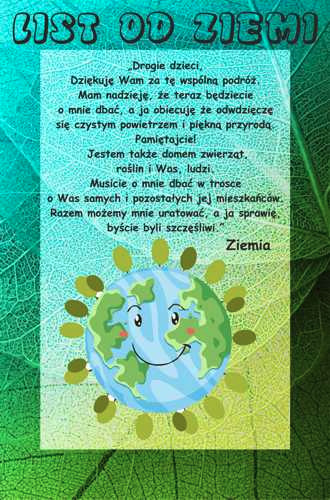 LIST OD ZIEMI
„Drogie dzieci,
Dziękuję Wam za tę wspólną podróż.
Mam nadzieję, że teraz będziecie
o mnie dbać, a ja obiecuję że odwdzięczę
się czystym powietrzem i piękną przyrodą.
Pamiętajcie!
Jestem także domem zwierząt,
roślin i Was, ludzi.
Musicie o mnie dbać w trosce
o Was samych i pozostałych jej mieszkańców.
Razem możemy mnie uratować, a ja sprawię,
byście byli szczęśliwi.”
Ziemia